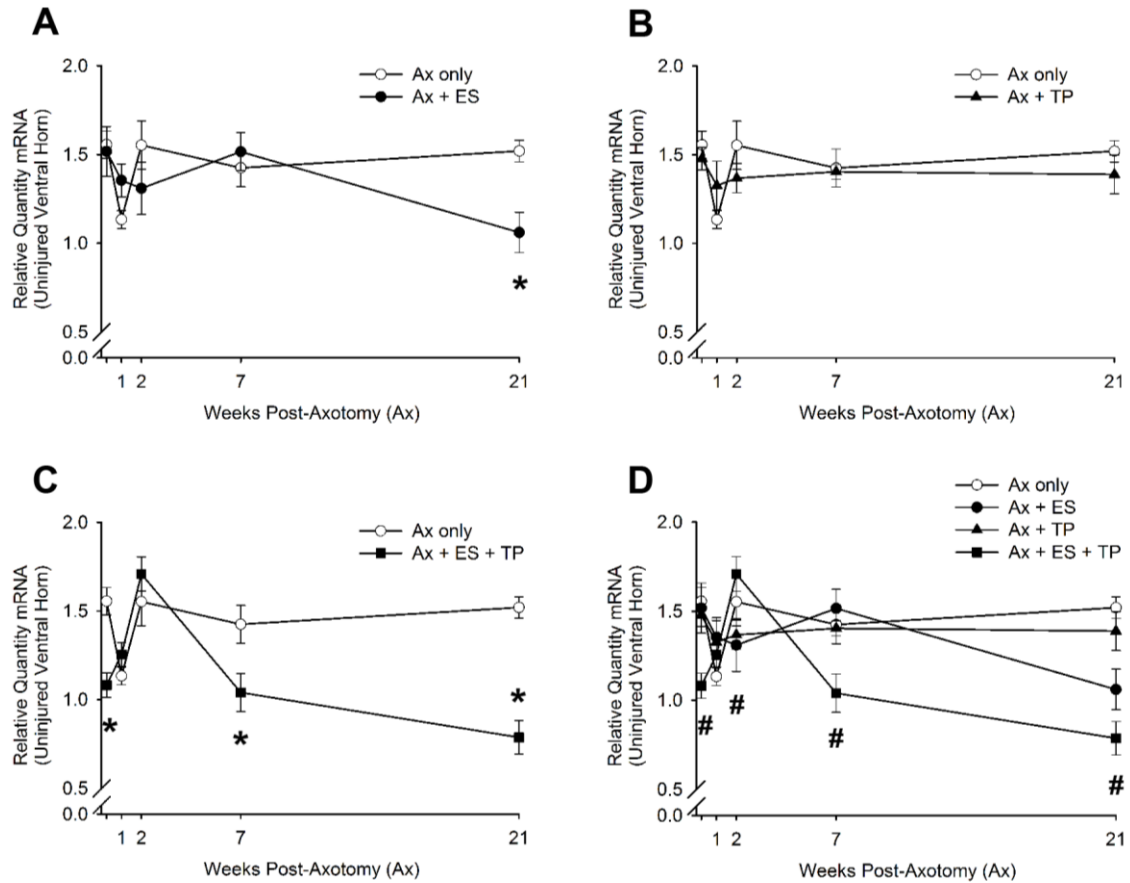 A
Ax only
Ax + ES
2.0
1.5
1.0
0.5
0.0
Relative Quantity mRNA
(Uninjured Ventral Horn)
*
1 2 7 21
Weeks Post-Axotomy (Ax)
B
Ax only
Ax + TP
2.0
1.5
1.0
0.5
0.0
Relative Quantity mRNA
(Uninjured Ventral Horn)
1 2 7 21
Weeks Post-Axotomy (Ax)
C
Ax only
Ax + ES + TP
2.0
1.5
1.0
0.5
0.0
Relative Quantity mRNA
(Uninjured Ventral Horn)
* * *
1 2 7 21
Weeks Post-Axotomy (Ax)
D
Ax only
Ax + ES
Ax + TP
Ax + ES + TP
2.0
1.5
1.0
0.5
0.0
Relative Quantity mRNA
(Uninjured Ventral Horn)
# # # #
1 2 7 21
Weeks Post-Axotomy (Ax)